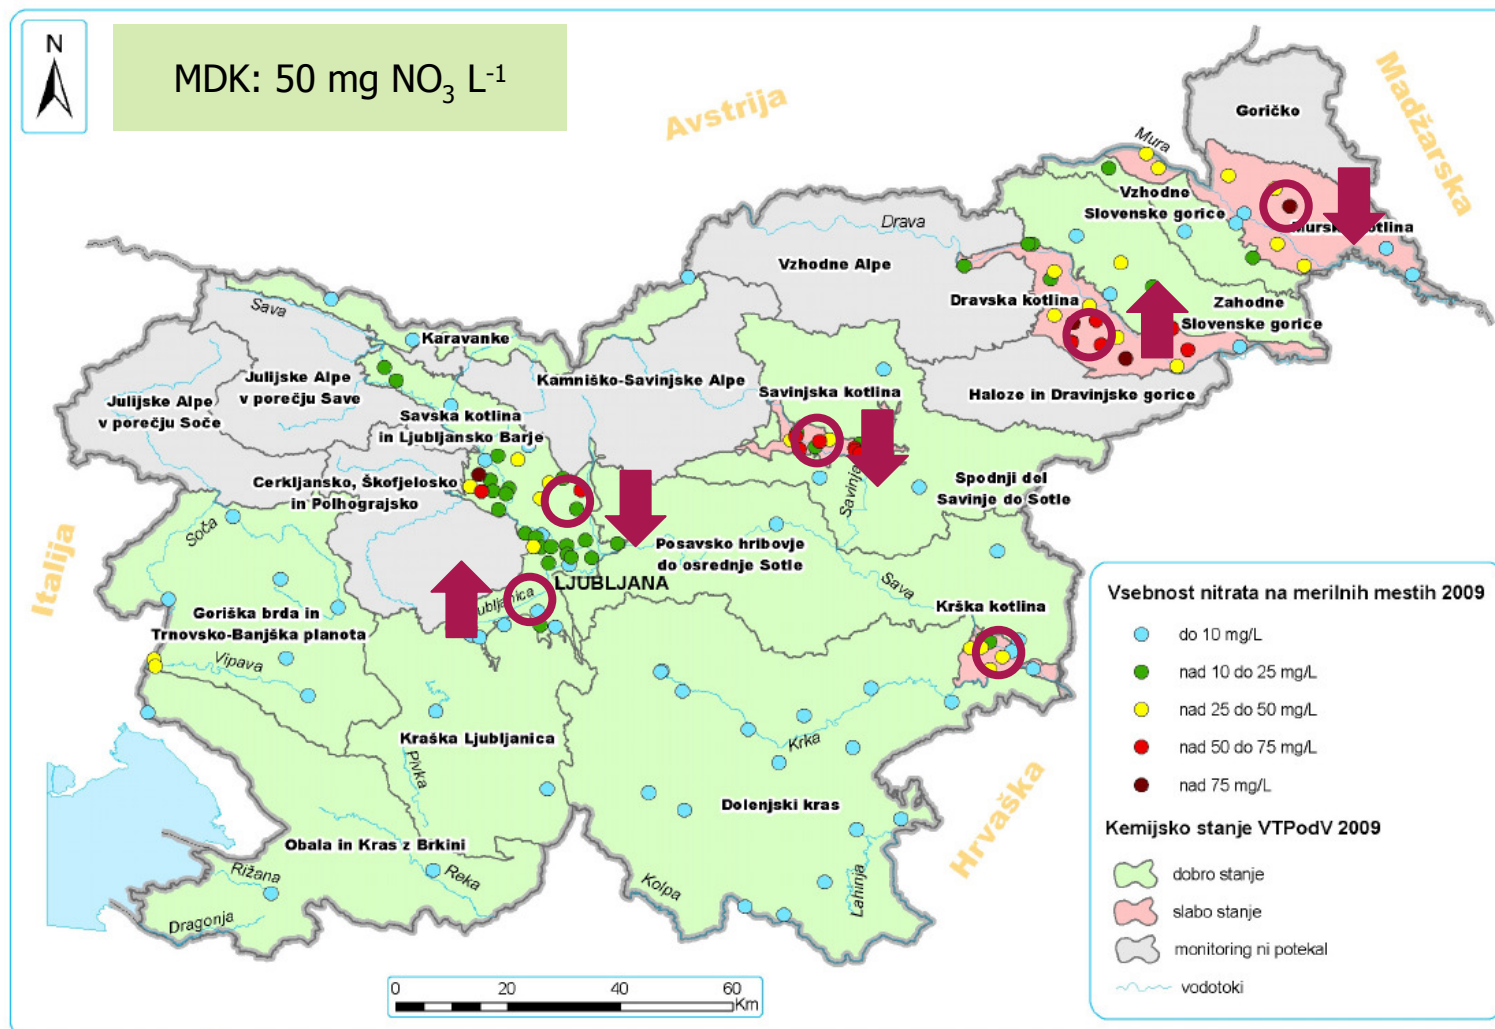 N
MDK: 50 mg NO3 L-1
Avstrija
Madžarska
Goričko
Mura
Vzhodne
Slovenske gorice
Murska kotlina
Drava
Vzhodne Alpe
Dravska kotlina
Zahodne
Slovenske gorice
Sava
Karavanke
Julijske Alpe
v porečju Save
Kamniško-Savinjske Alpe
Savinjska kotlina
Haloze in Dravinjske gorice
Julijske Alpe
v porečju Soče
Savska kotlina
in Ljubljansko Barje
Cerkljansko, Škofjeloško
in Polhograjsko
Savinja
Spodnji del
Savinje do Sotle
Soča
Italija
Posavsko hribovje
do osrednje Sotle
LJUBLJANA
Ljubljanica
Sava
Krška kotlina
Goriška brda in
Trnovsko-Banjška planota
Vipava
Kraška Ljubljanica
Pivka
Krka
Dolenjski kras
Hrvaška
Obala in Kras z Brkini
Reka
Rižana
Dragonja
Kolpa
Lahinja
Vsebnost nitrata na merilnih mestih 2009
do 10 mg/L
nad 10 do 25 mg/L
nad 25 do 50 mg/L
nad 50 do 75 mg/L
nad 75 mg/L
Kemijsko stanje VTPodV 2009
dobro stanje
slabo stanje
monitoring ni potekal
vodotoki
0 20 40 60
Km